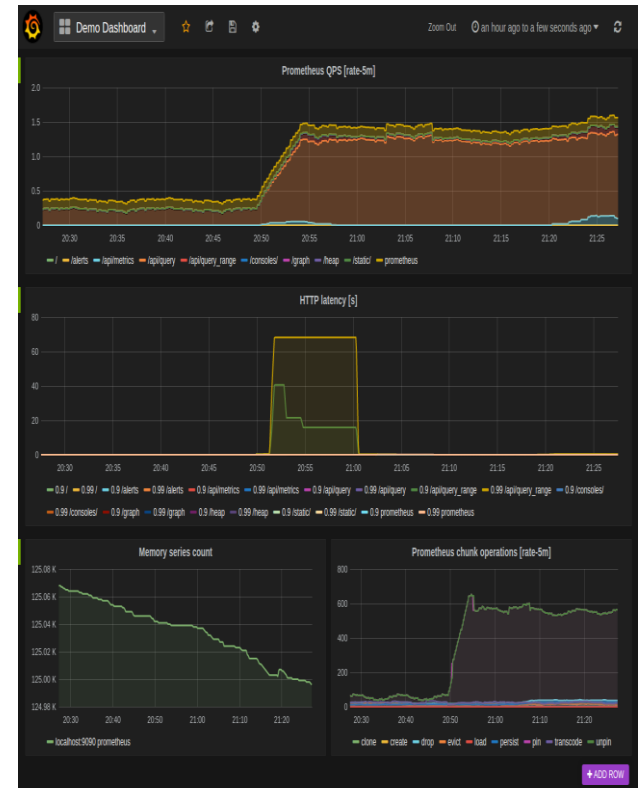 Demo Dashboard
Zoom Out an hour ago to a few seconds ago
Prometheus QPS [rate-5m]
2.0
1.5
1.0
0.5
0
20:30 20:35 20:40 20:45 20:50 20:55 21:00 21:05 21:10 21:15 21:20 21:25
/ /alerts /api/metrics /api/query /api/query_range /consoles/ /graph /heap /static/ prometheus
HTTP latency [s]
80
60
40
20
0
20:30 20:35 20:40 20:45 20:50 20:55 21:00 21:05 21:10 21:15 21:20 21:25
0.9 / 0.99 / 0.9 /alerts 0.99 /alerts 0.9 /api/metrics 0.99 /api/metrics 0.9 /api/query 0.99 /api/query 0.9 /api/query_range 0.99 /api/query_range 0.9 /consoles/
0.99 /consoles/ 0.9 /graph 0.99 /graph 0.9 /heap 0.99 /heap 0.9 /static/ 0.99 /static/ 0.9 prometheus 0.99 prometheus
Memory series count
125.08 K
125.06 K
125.04 K
125.02 K
125.00 K
124.98 K
20:30 20:40 20:50 21:00 21:10 21:20
localhost:9090 prometheus
Prometheus chunk operations [rate-5m]
800
600
400
200
0
20:30 20:40 20:50 21:00 21:10 21:20
clone create drop evict load persist pin transcode unpin
+ ADD ROW